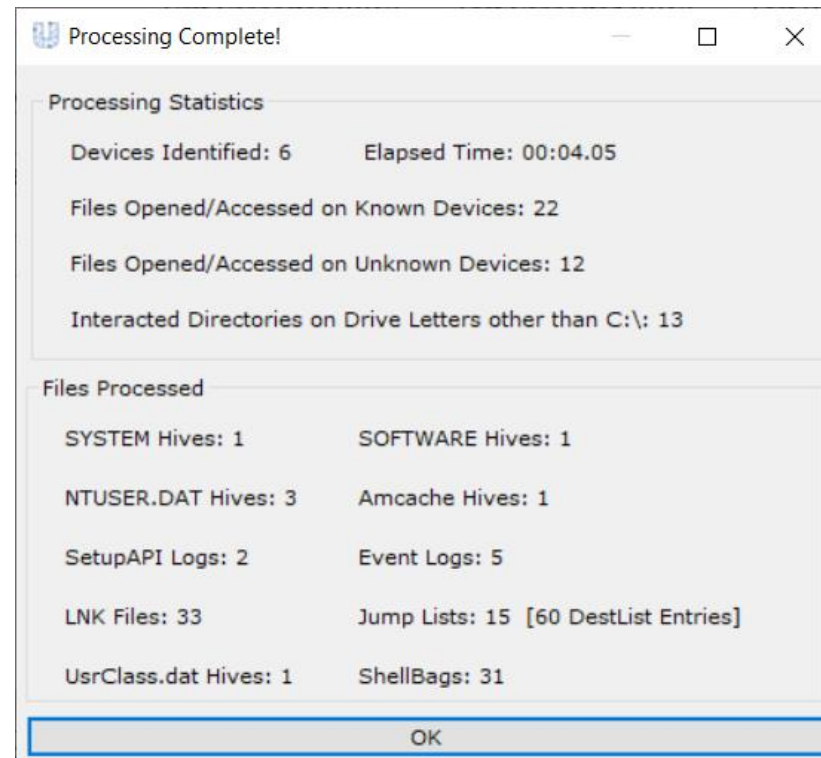 Processing Complete!
Processing Statistics
Devices Identified: 6 Elapsed Time: 00:04.05
Files Opened/Accessed on Known Devices: 22
Files Opened/Accessed on Unknown Devices: 12
Interacted Directories on Drive Letters other than C:\: 13
Files Processed
SYSTEM Hives: 1 SOFTWARE Hives: 1
NTUSER.DAT Hives: 3 Amcache Hives: 1
SetupAPI Logs: 2 Event Logs: 5
LNK Files: 33 Jump Lists: 15 [60 DestList Entries]
UsrClass.dat Hives: 1 ShellBags: 31
OK